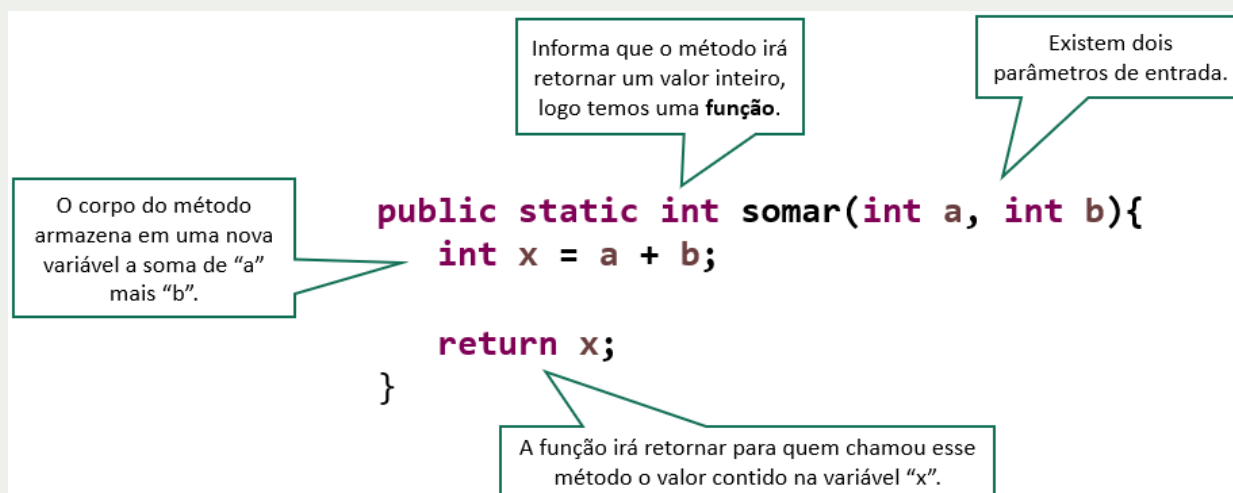 Informa que o método irá
retornar um valor inteiro,
logo temos uma função.
Existem dois
parâmetros de entrada.
O corpo do método
armazena em uma nova
variável a soma de “a”
mais “b”.
public static int somar(int a, int b){
int x = a + b;
return x;
}
A função irá retornar para quem chamou esse
método o valor contido na variável “x”.